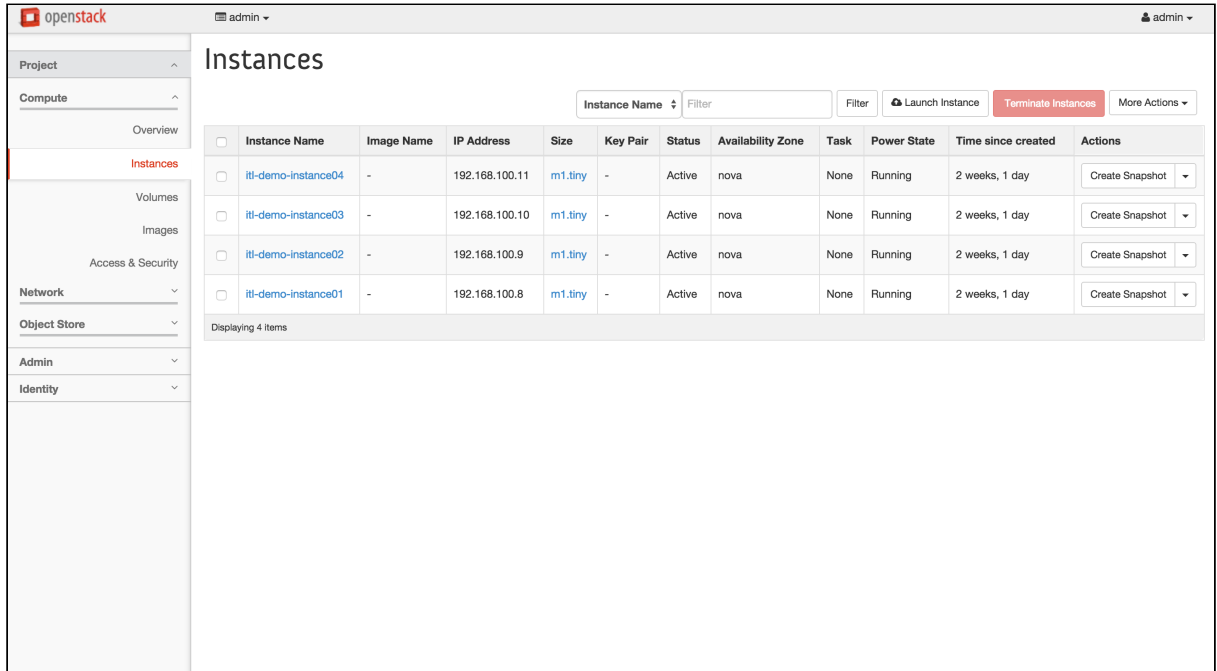 openstack admin admin
Instances
Project
Compute
Overview
Instances
Volumes
Images
Access & Security
Network
Object Store
Admin
Identity
Instance Name Filter Filter Launch Instance Terminate Instances More Actions
Instance Name Image Name IP Address Size Key Pair Status Availability Zone Task Power State Time since created Actions
itl-demo-instance04 - 192.168.100.11 m1.tiny - Active nova None Running 2 weeks, 1 day Create Snapshot
itl-demo-instance03 - 192.168.100.10 m1.tiny - Active nova None Running 2 weeks, 1 day Create Snapshot
itl-demo-instance02 - 192.168.100.9 m1.tiny - Active nova None Running 2 weeks, 1 day Create Snapshot
itl-demo-instance01 - 192.168.100.8 m1.tiny - Active nova None Running 2 weeks, 1 day Create Snapshot
Displaying 4 items